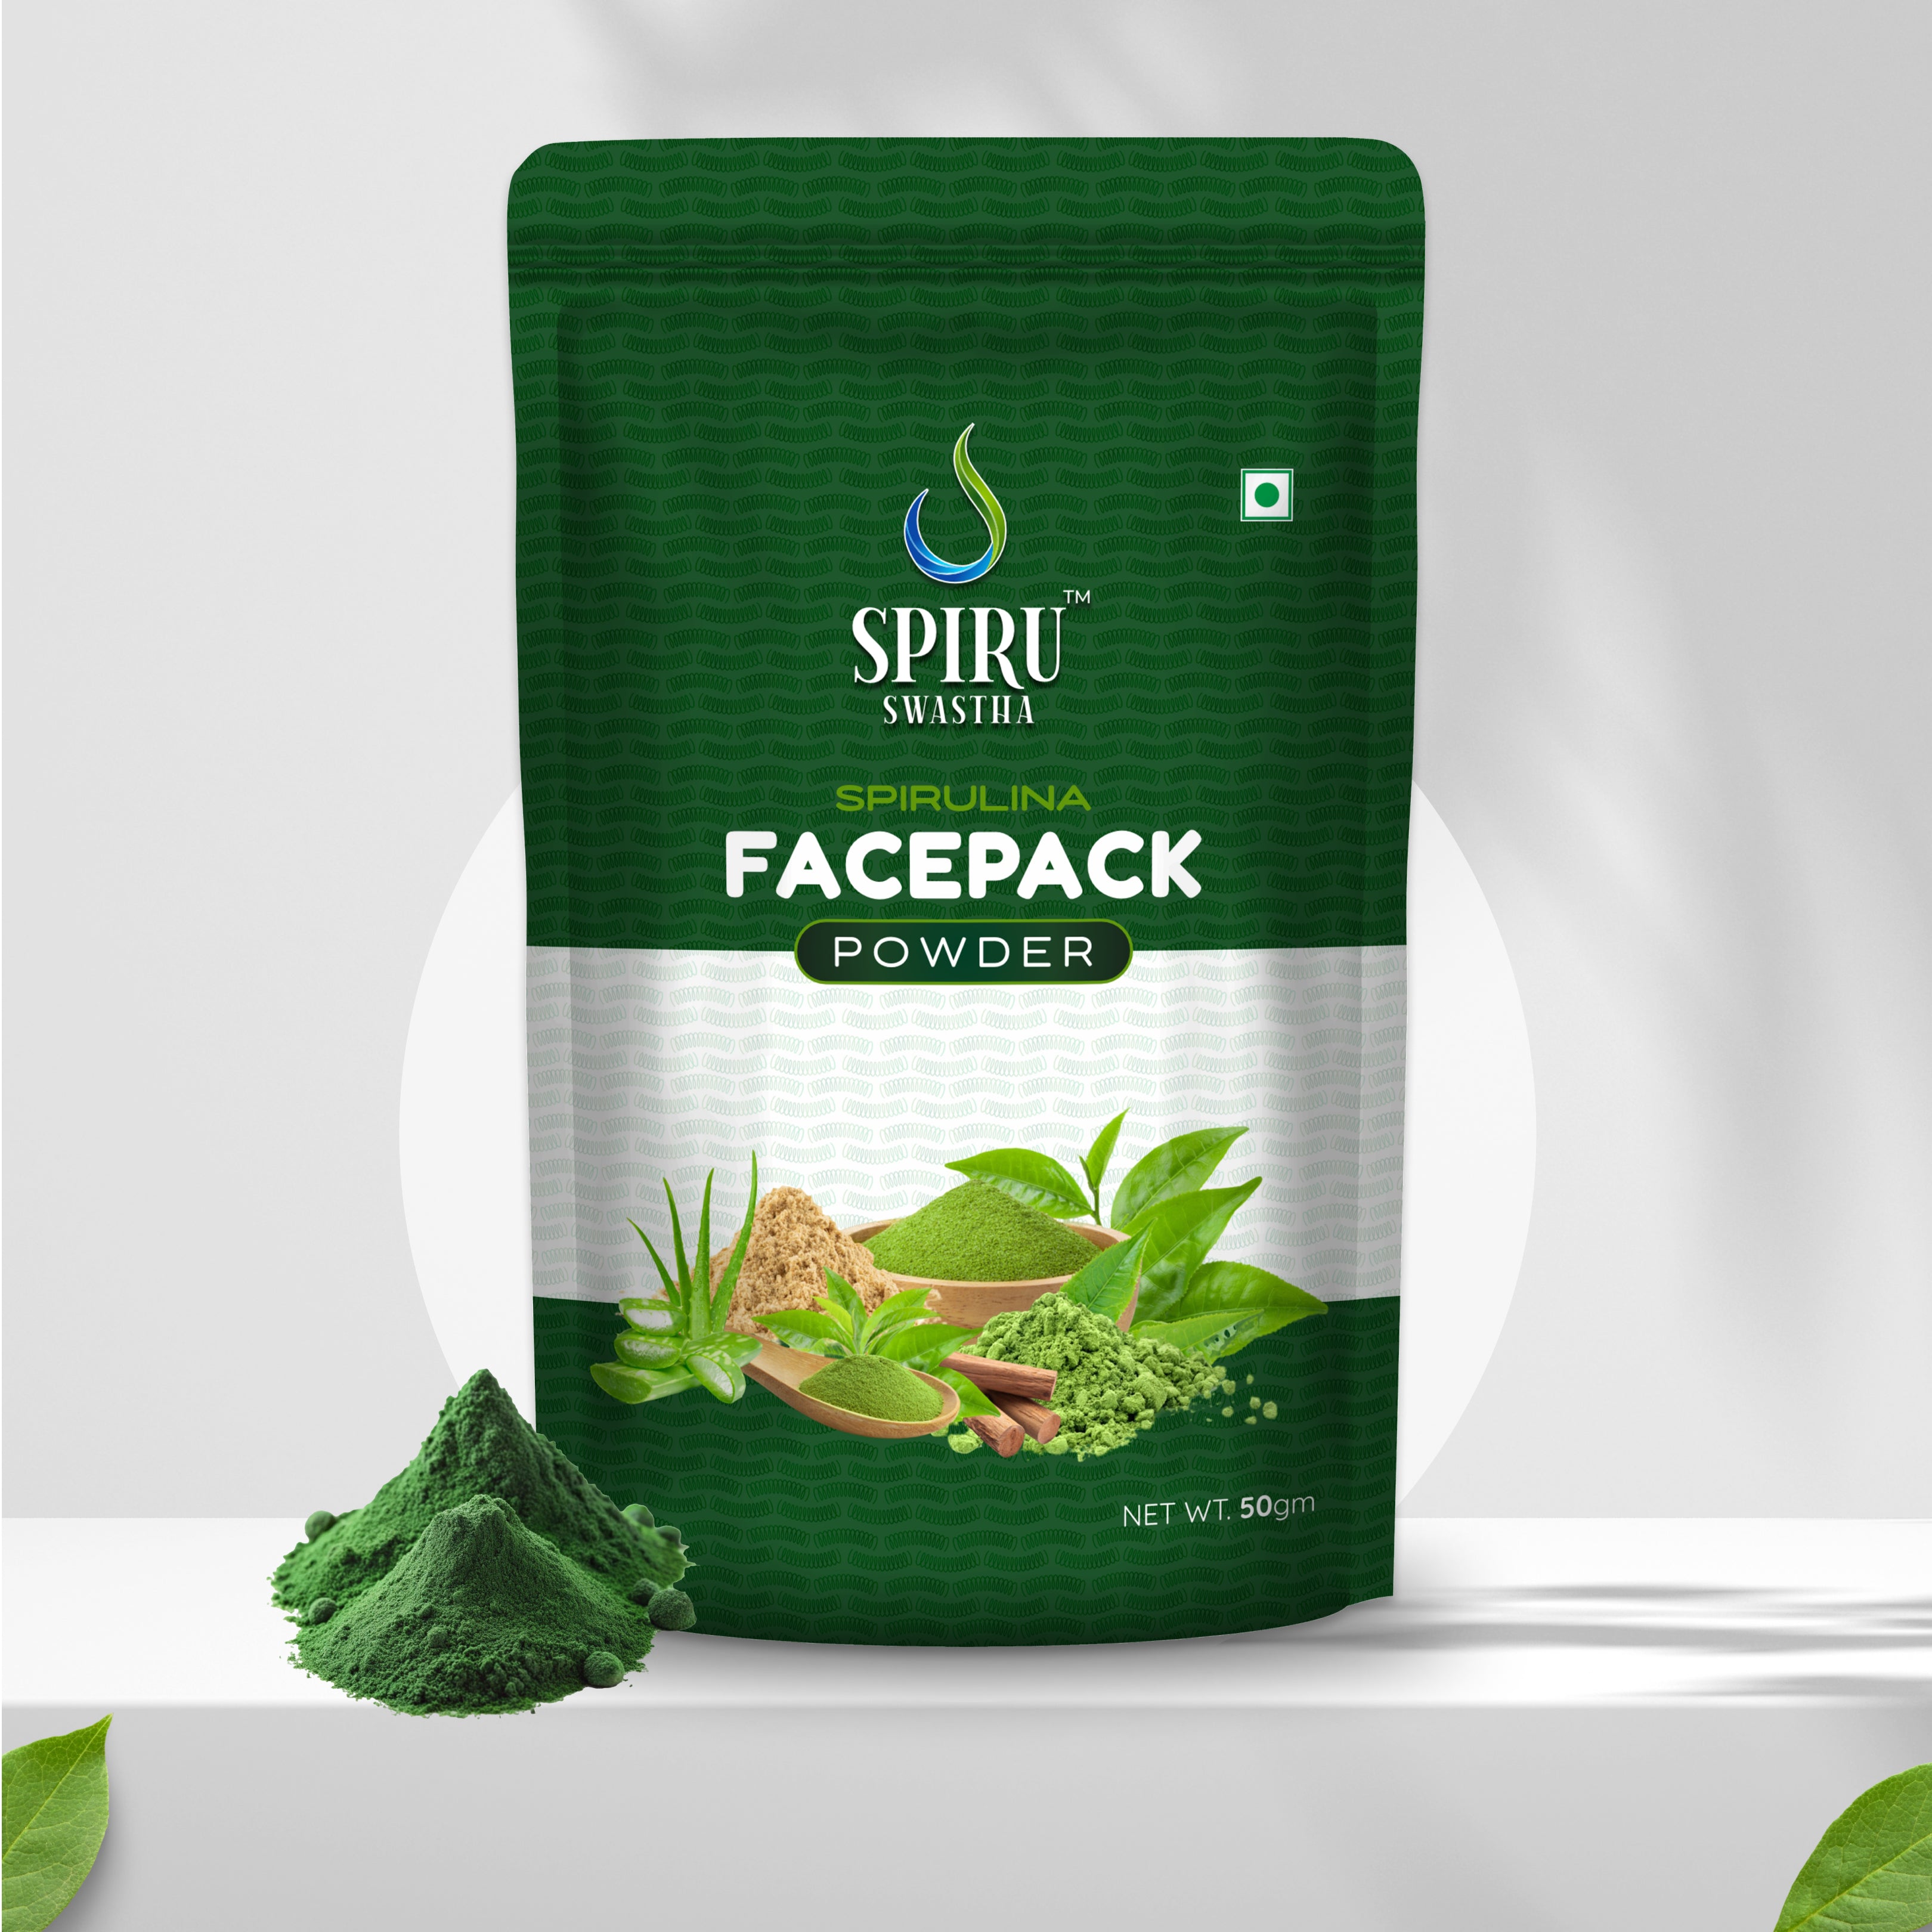 SPIRU™
SWASTHA
SPIRULINA
FACEPACK
POWDER
NET WT. 50gm